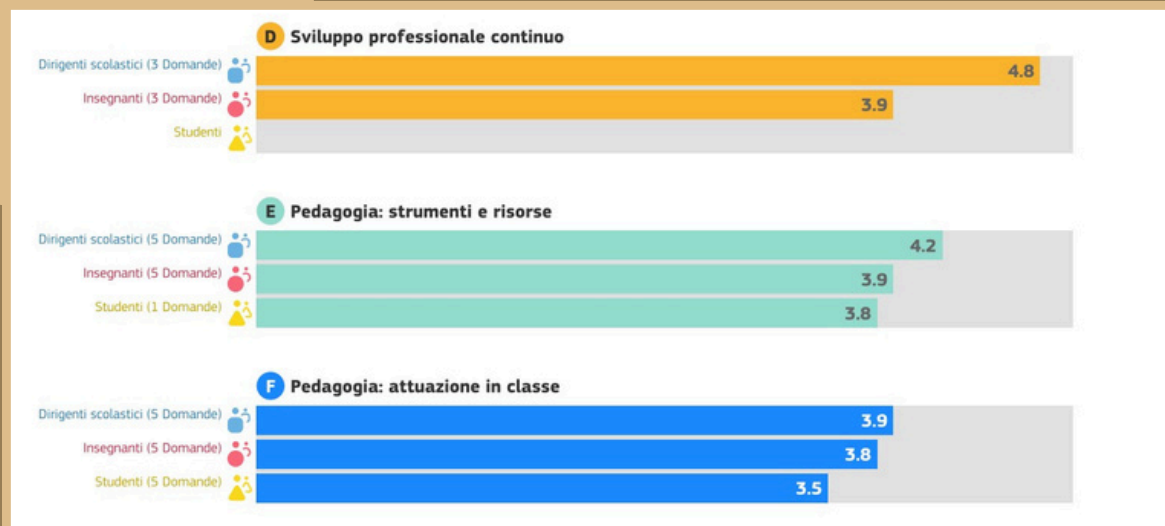 D Sviluppo professionale continuo
Dirigenti scolastici (3 Domande) 4.8
Insegnanti (3 Domande) 3.9
Studenti
E Pedagogia: strumenti e risorse
Dirigenti scolastici (5 Domande) 4.2
Insegnanti (5 Domande) 3.9
Studenti (1 Domande) 3.8
F Pedagogia: attuazione in classe
Dirigenti scolastici (5 Domande) 3.9
Insegnanti (5 Domande) 3.8
Studenti (5 Domande) 3.5